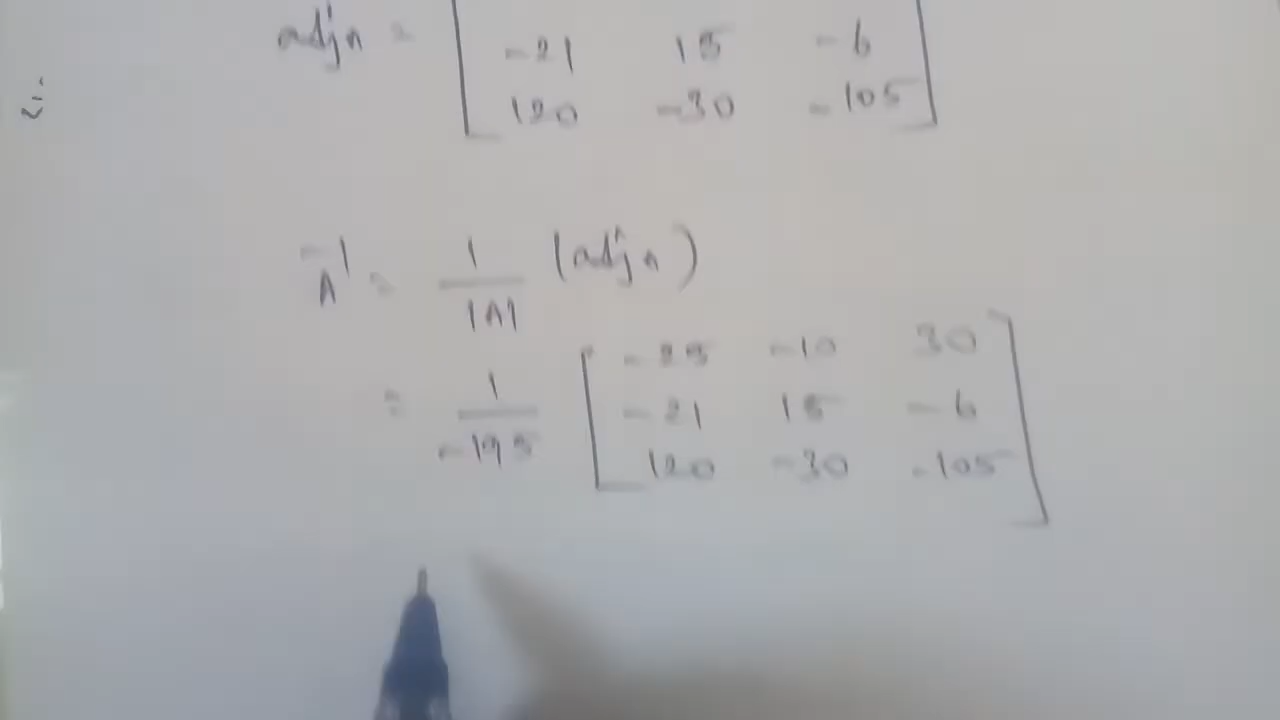 adj A = [
-21 15 -6
120 -30 -105 ]
A⁻¹ = 1/|A| (adj A)
= 1/-195 [ -25 -10 30
-21 15 -6
120 -30 -105 ]